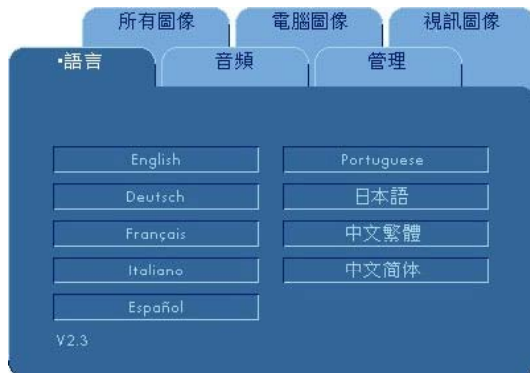 所有圖像 電腦圖像 視訊圖像
·語言 音頻 管理
English Portuguese
Deutsch 日本語
Français 中文繁體
Italiano 中文简体
Español
V2.3